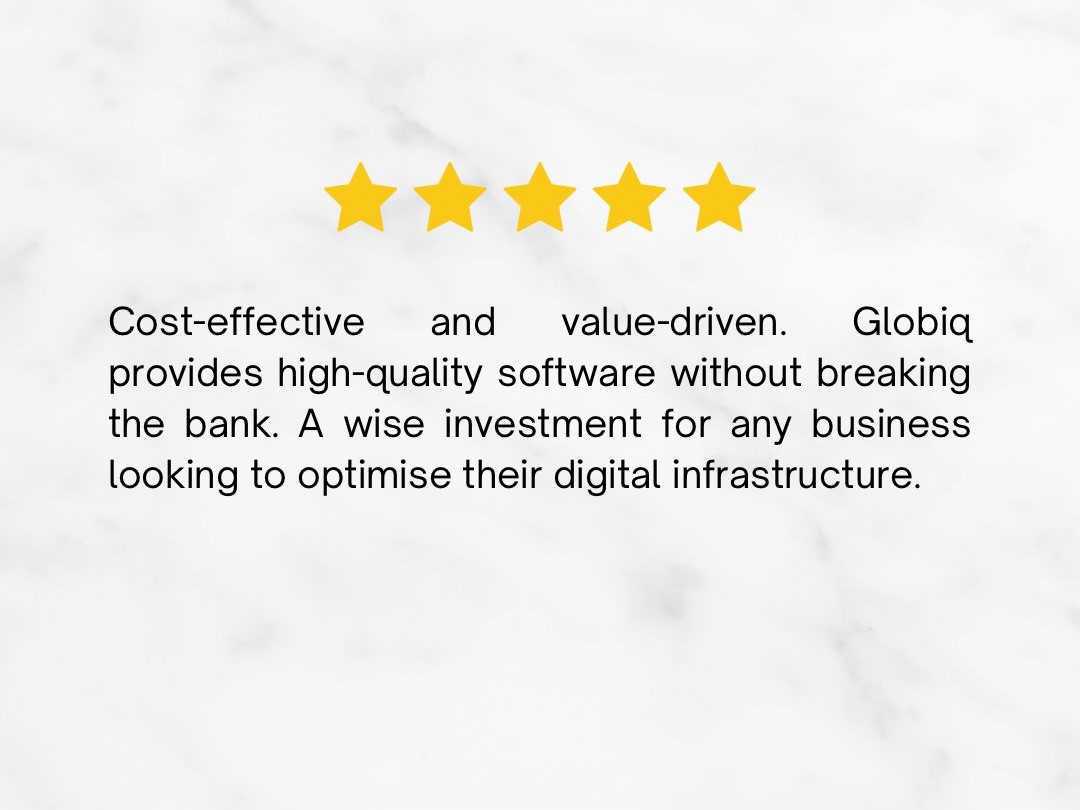 Cost-effective and value-driven. Globiq
provides high-quality software without breaking
the bank. A wise investment for any business
looking to optimise their digital infrastructure.